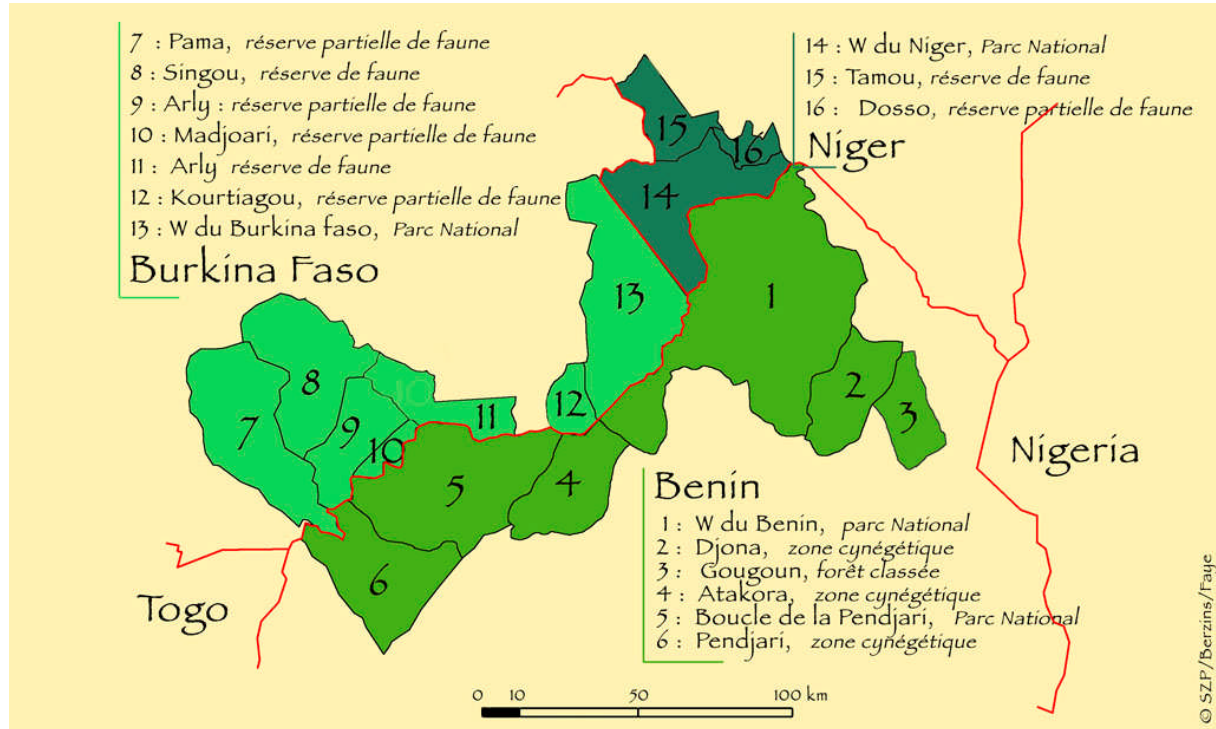 7 : Pama, réserve partielle de faune
8 : Singou, réserve de faune
9 : Arly : réserve partielle de faune
10 : Madjoari, réserve partielle de faune
11 : Arly réserve de faune
12 : Kourtiagou, réserve partielle de faune
13 : W du Burkina faso, Parc National
Burkina Faso
14 : W du Niger, Parc National
15 : Tamou, réserve de faune
16 : Dosso, réserve partielle de faune
Niger
15
16
14
13
1
8
10
7
9
10
11
12
2
3
5
4
6
Togo
Nigeria
Benin
1 : W du Benin, parc National
2 : Djona, zone cynégétique
3 : Gougoun, forêt classée
4 : Atakora, zone cynégétique
5 : Boucle de la Pendjari, Parc National
6 : Pendjari, zone cynégétique
0 10 50 100 km
© SZP/Berzins/Faye